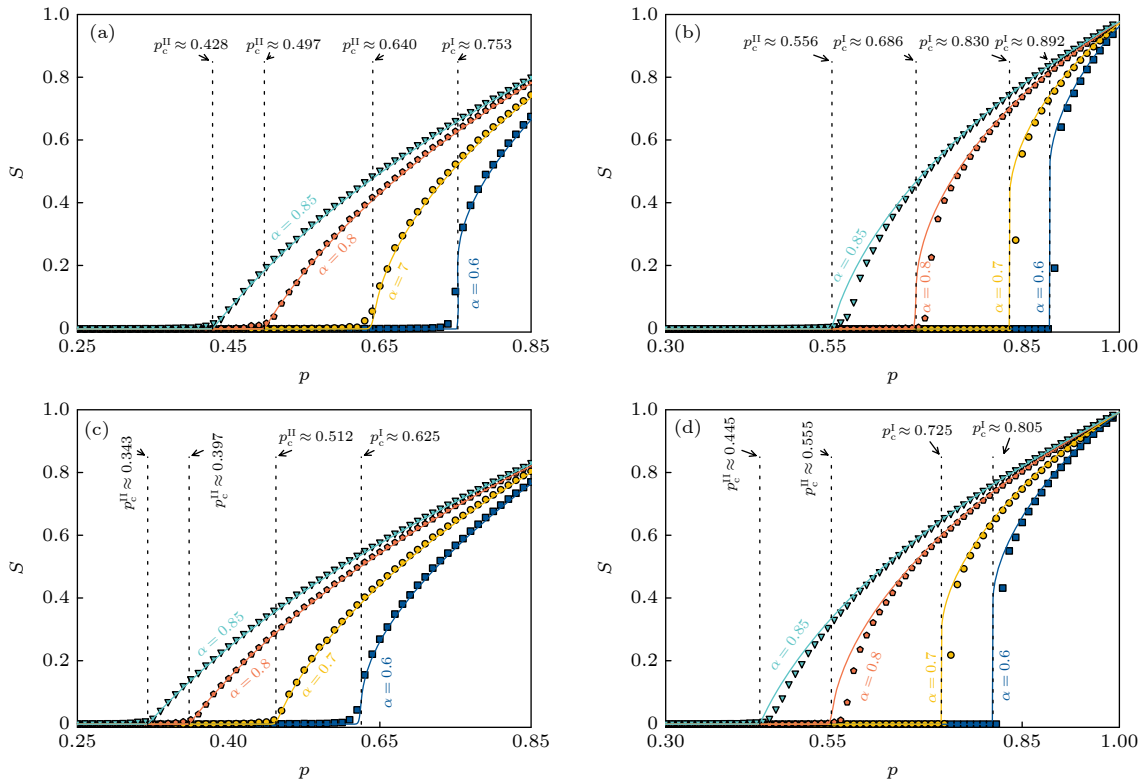 (a)
p_c^II ≈ 0.428
p_c^II ≈ 0.497
p_c^II ≈ 0.640
p_c^I ≈ 0.753
1.0
0.8
0.6
0.4
0.2
0
S
α = 0.85
α = 0.8
α = 7
α = 0.6
0.25
0.45
0.65
0.85
p
(b)
p_c^II ≈ 0.556
p_c^I ≈ 0.686
p_c^I ≈ 0.830
p_c^I ≈ 0.892
1.0
0.8
0.6
0.4
0.2
0
S
α = 0.85
α = 0.8
α = 0.7
α = 0.6
0.30
0.55
0.85
1.00
p
(c)
p_c^II ≈ 0.343
p_c^II ≈ 0.397
p_c^II ≈ 0.512
p_c^I ≈ 0.625
1.0
0.8
0.6
0.4
0.2
0
S
α = 0.85
α = 0.8
α = 0.7
α = 0.6
0.25
0.40
0.65
0.85
p
(d)
p_c^II ≈ 0.445
p_c^II ≈ 0.555
p_c^I ≈ 0.725
p_c^I ≈ 0.805
1.0
0.8
0.6
0.4
0.2
0
S
α = 0.85
α = 0.8
α = 0.7
α = 0.6
0.30
0.55
0.85
1.00
p